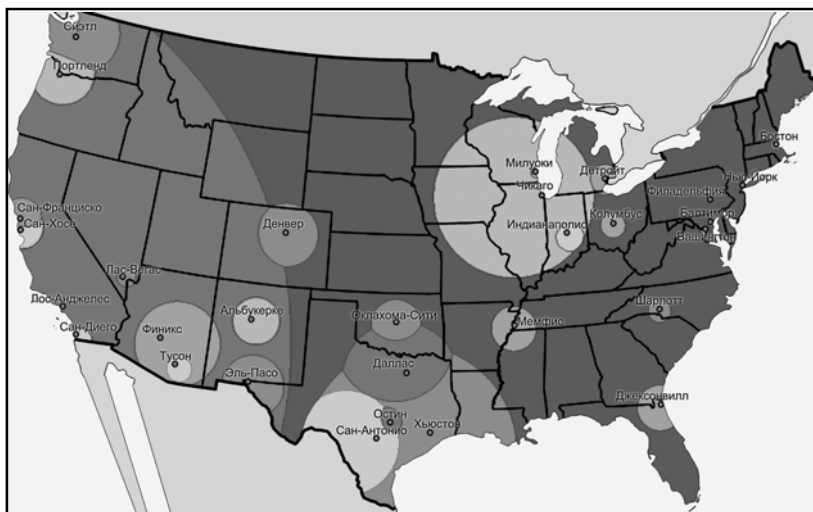 Сиэтл
Портленд
Бостон
Милуоки
Детройт
Нью-Йорк
Чикаго
Филадельфия
Сан-Франциско
Колумбус
Балтимор
Сан-Хосе
Денвер
Индианаполис
Вашингтон
Лас-Вегас
Лос-Анджелес
Альбукерке
Шарлотт
Сан-Диего
Финикс
Оклахома-Сити
Мемфис
Тусон
Эль-Пасо
Даллас
Джексонвилл
Остин
Хьюстон
Сан-Антонио